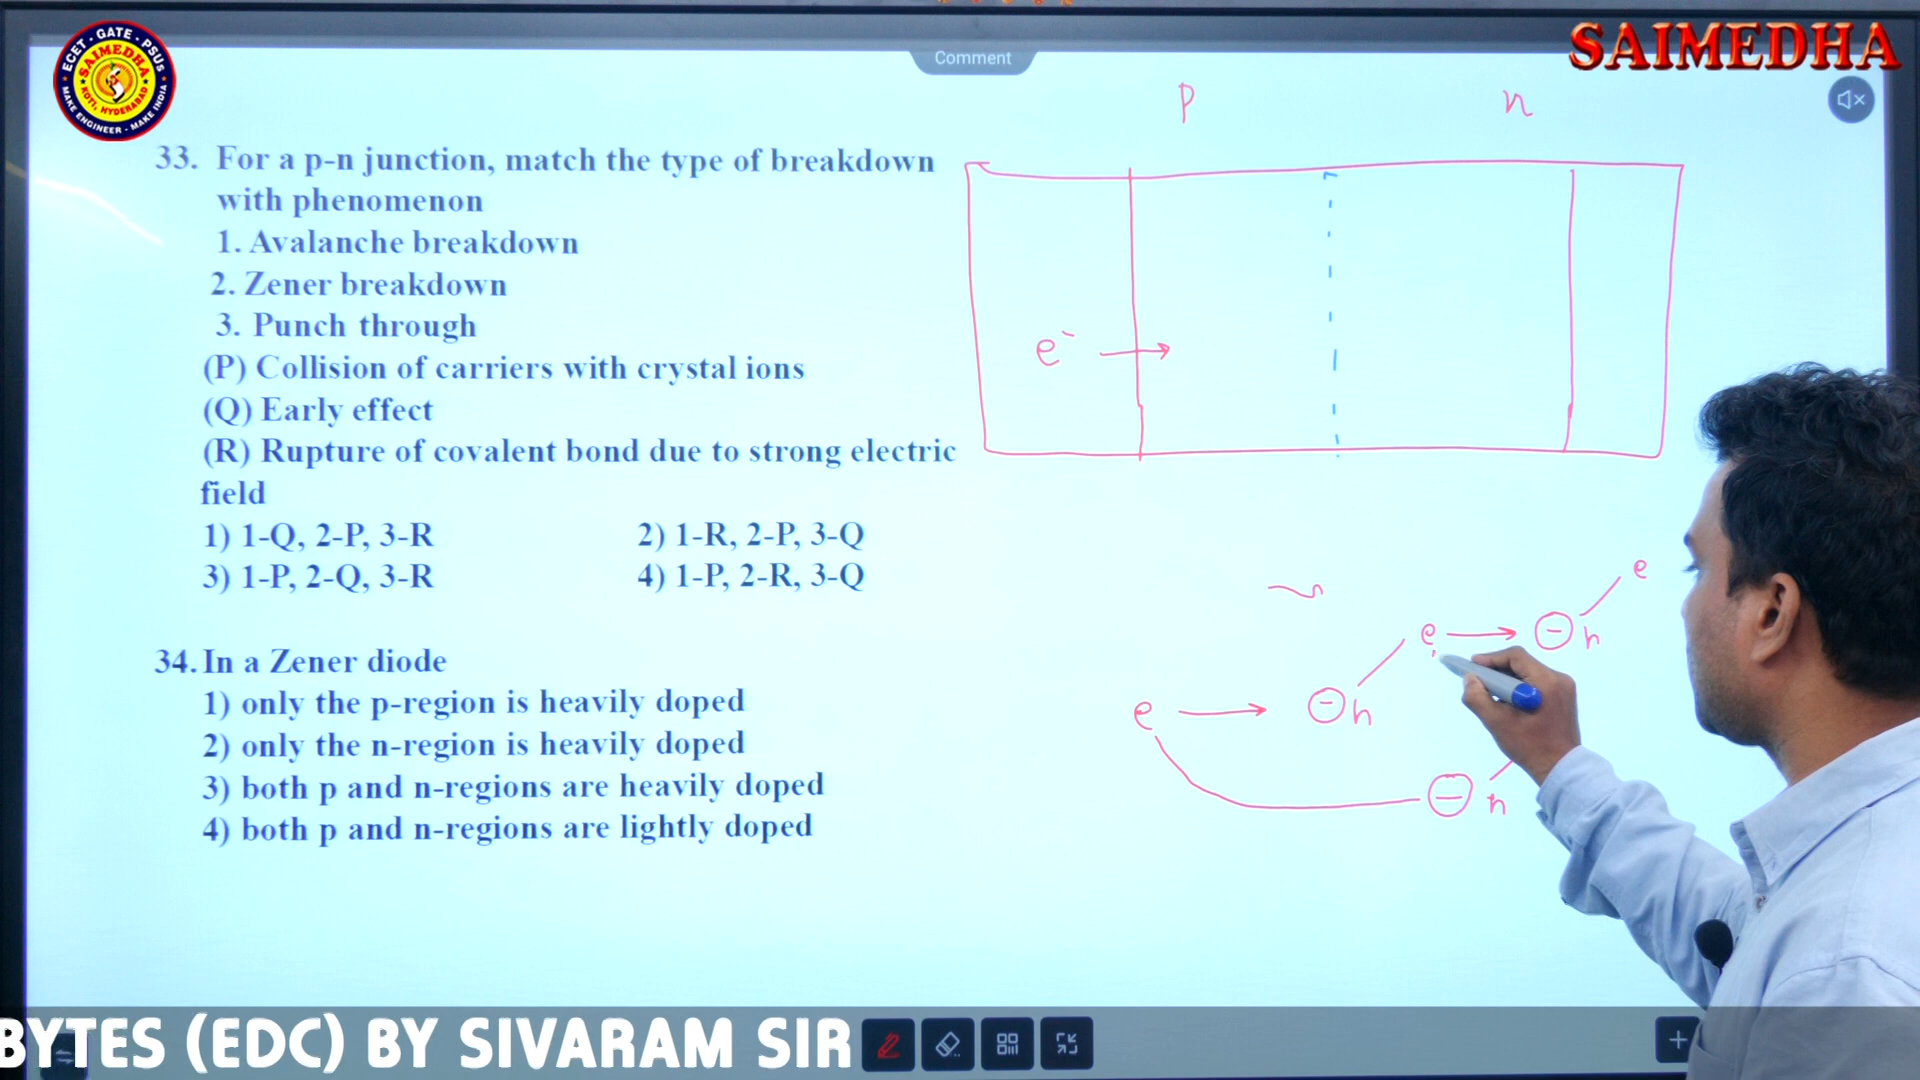 ECET - GATE - PSUs
SAIMEDHA
KOTI, HYDERABAD
MAKE ENGINEER - MAKE INDIA
SAIMEDHA
Comment
p n
33. For a p-n junction, match the type of breakdown
with phenomenon
1. Avalanche breakdown
2. Zener breakdown
3. Punch through
(P) Collision of carriers with crystal ions
(Q) Early effect
(R) Rupture of covalent bond due to strong electric
field
1) 1-Q, 2-P, 3-R 2) 1-R, 2-P, 3-Q
3) 1-P, 2-Q, 3-R 4) 1-P, 2-R, 3-Q
34. In a Zener diode
1) only the p-region is heavily doped
2) only the n-region is heavily doped
3) both p and n-regions are heavily doped
4) both p and n-regions are lightly doped
e⁻
e
e n
e n
n
BYTES (EDC) BY SIVARAM SIR